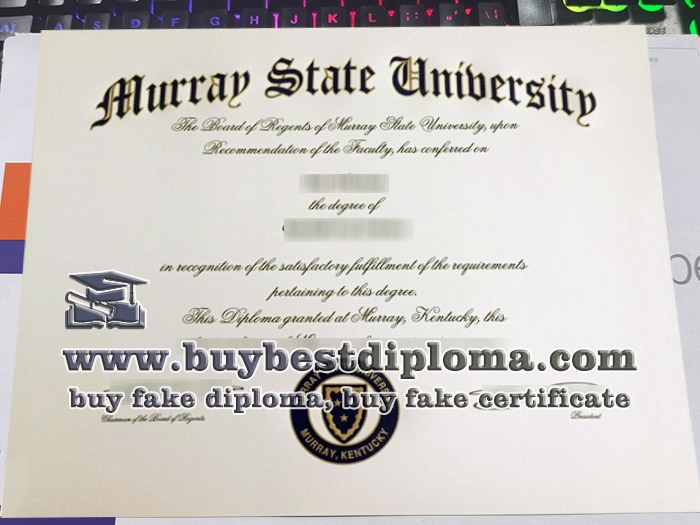 A S D F G H J K L ; "
Murray State University
The Board of Regents of Murray State University, upon
Recommendation of the Faculty, has conferred on
the degree of
in recognition of the satisfactory fulfillment of the requirements
pertaining to this degree.
This Diploma granted at Murray, Kentucky, this
www.buybestdiploma.com
buy fake diploma, buy fake certificate
Chairman of the Board of Regents
President
MURRAY, KENTUCKY